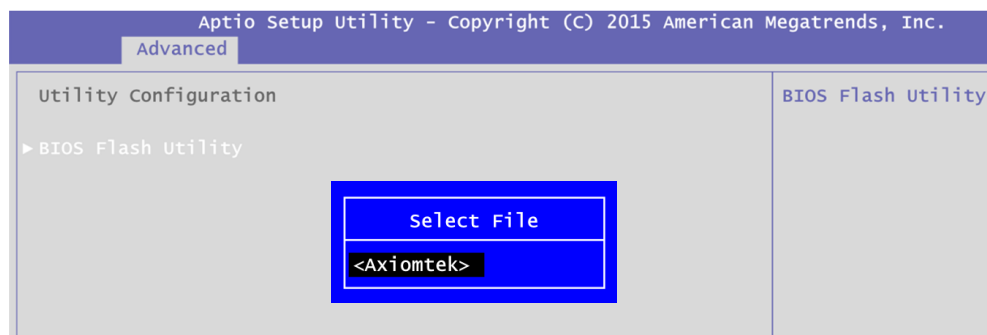 Aptio Setup Utility - Copyright (C) 2015 American Megatrends, Inc.
Advanced
Utility Configuration
BIOS Flash Utility
►BIOS Flash Utility
Select File
<Axiomtek>